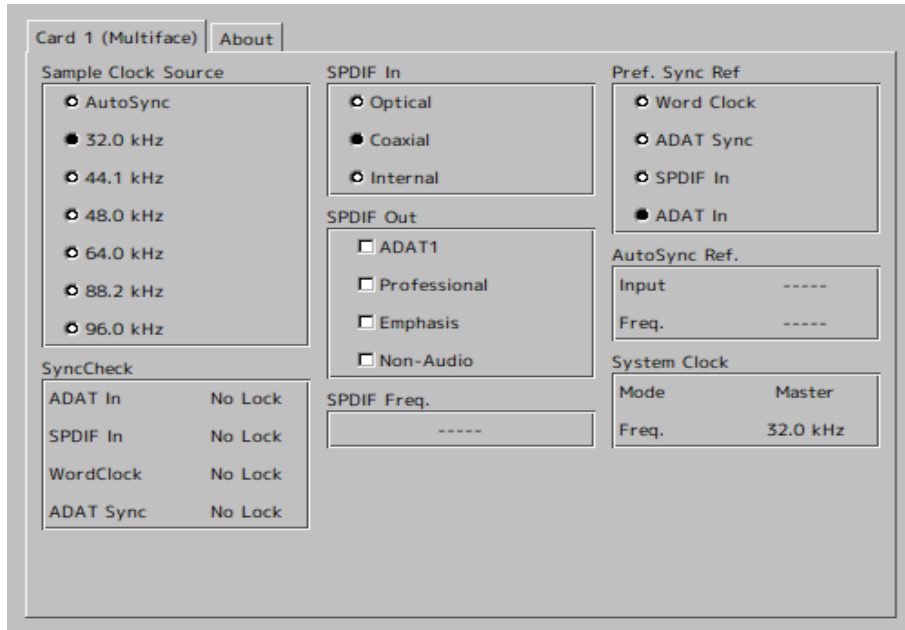 Card 1 (Multiface)
About
Sample Clock Source
AutoSync
32.0 kHz
44.1 kHz
48.0 kHz
64.0 kHz
88.2 kHz
96.0 kHz
SyncCheck
ADAT In No Lock
SPDIF In No Lock
WordClock No Lock
ADAT Sync No Lock
SPDIF In
Optical
Coaxial
Internal
SPDIF Out
ADAT1
Professional
Emphasis
Non-Audio
SPDIF Freq.
-----
Pref. Sync Ref
Word Clock
ADAT Sync
SPDIF In
ADAT In
AutoSync Ref.
Input -----
Freq. -----
System Clock
Mode Master
Freq. 32.0 kHz